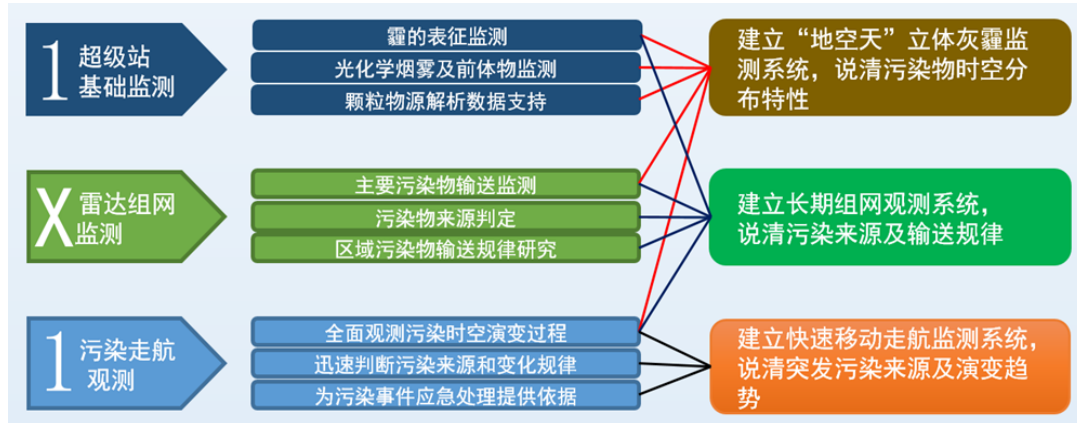 1
超级站
基础监测
霾的表征监测
光化学烟雾及前体物监测
颗粒物源解析数据支持
建立“地空天”立体灰霾监
测系统，说清污染物时空分
布特性
X
雷达组网
监测
主要污染物输送监测
污染物来源判定
区域污染物输送规律研究
建立长期组网观测系统，
说清污染来源及输送规律
1
污染走航
观测
全面观测污染时空演变过程
迅速判断污染来源和变化规律
为污染事件应急处理提供依据
建立快速移动走航监测系统，
说清突发污染来源及演变趋
势